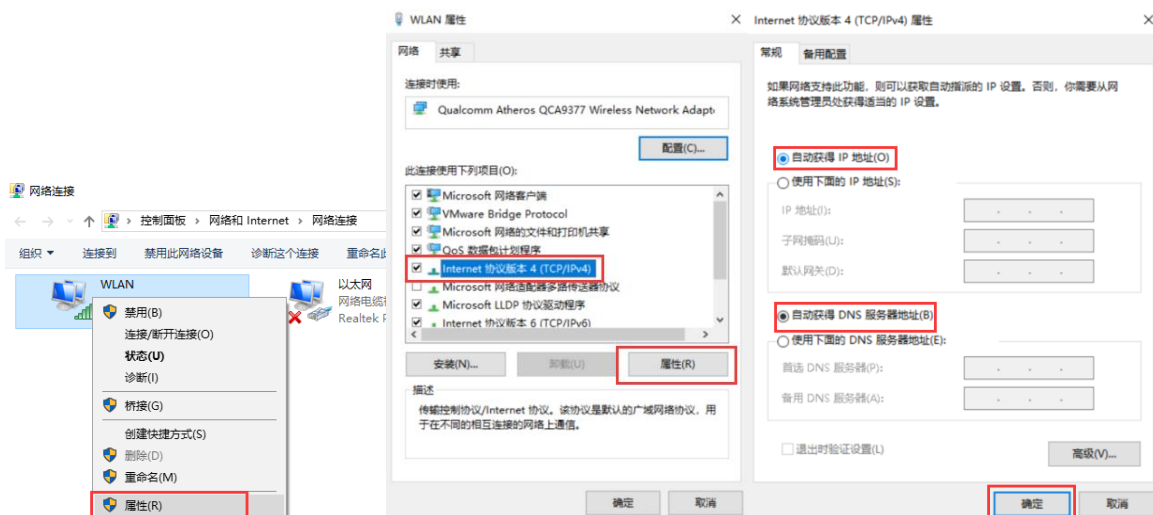 网络连接
控制面板 › 网络和 Internet › 网络连接
组织 连接到 禁用此网络设备 诊断这个连接 重命名此
WLAN
禁用(B)
连接/断开连接(O)
状态(U)
诊断(I)
桥接(G)
创建快捷方式(S)
删除(D)
重命名(M)
属性(R)
以太网
网络电缆
Realtek
WLAN 属性
网络 共享
连接时使用:
Qualcomm Atheros QCA9377 Wireless Network Adapt
配置(C)...
此连接使用下列项目(O):
Microsoft 网络客户端
VMware Bridge Protocol
Microsoft 网络的文件和打印机共享
QoS 数据包计划程序
Internet 协议版本 4 (TCP/IPv4)
Microsoft 网络适配器多路传送器协议
Microsoft LLDP 协议驱动程序
Internet 协议版本 6 (TCP/IPv6)
安装(N)... 卸载(U) 属性(R)
描述
传输控制协议/Internet 协议。该协议是默认的广域网络协议，用
于在不同的相互连接的网络上通信。
确定 取消
Internet 协议版本 4 (TCP/IPv4) 属性
常规 备用配置
如果网络支持此功能，则可以获取自动指派的 IP 设置。否则，你需要从网
络系统管理员处获得适当的 IP 设置。
自动获得 IP 地址(O)
使用下面的 IP 地址(S):
IP 地址(I):
子网掩码(U):
默认网关(D):
自动获得 DNS 服务器地址(B)
使用下面的 DNS 服务器地址(E):
首选 DNS 服务器(P):
备用 DNS 服务器(A):
退出时验证设置(L)
高级(V)...
确定 取消